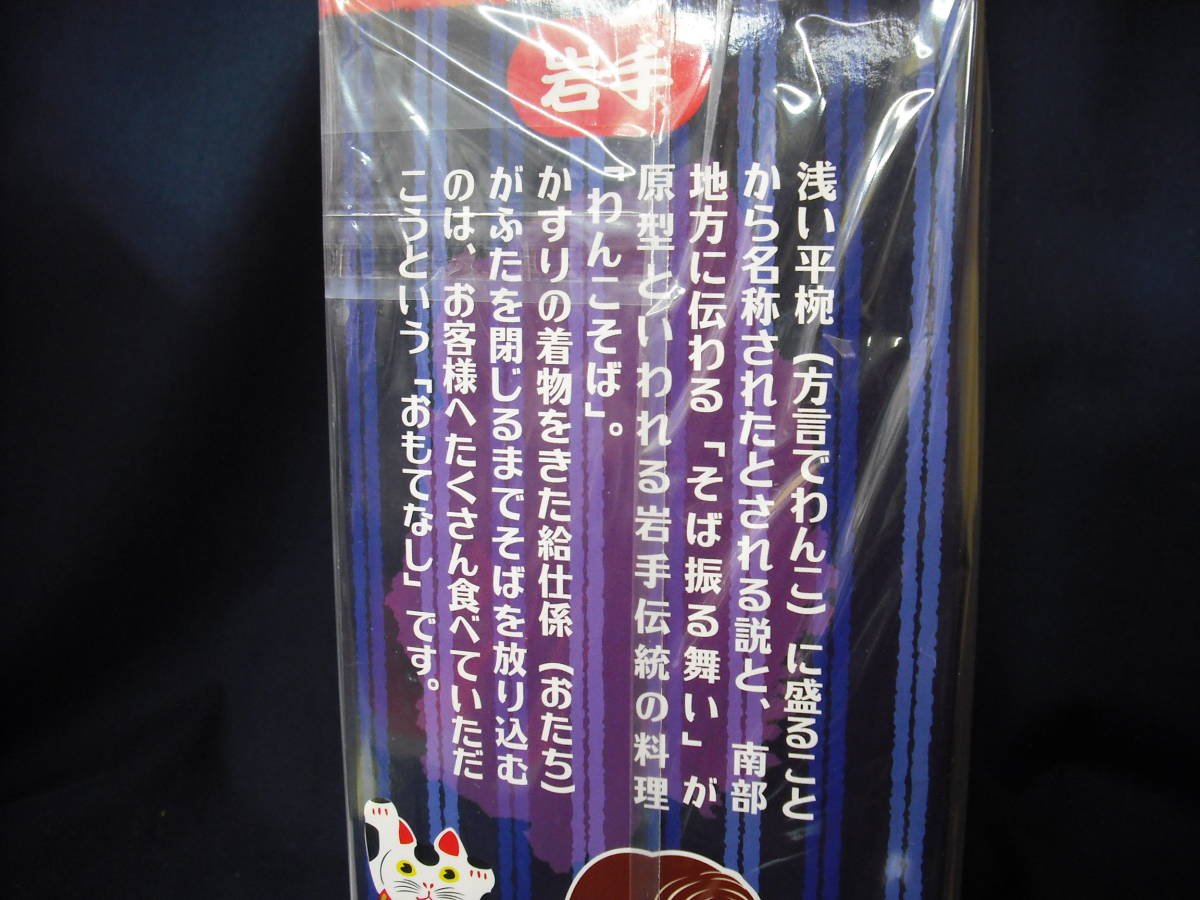 岩手
浅い平椀（方言でわんこ）に盛ること
から名称されたとされる説と、南部
地方に伝わる「そば振る舞い」が
原型といわれる岩手伝統の料理
「わんこそば」。
かすりの着物をきた給仕係（おたち）
がふたを閉じるまでそばを放り込む
のは、お客様へたくさん食べていただ
こうという「おもてなし」です。